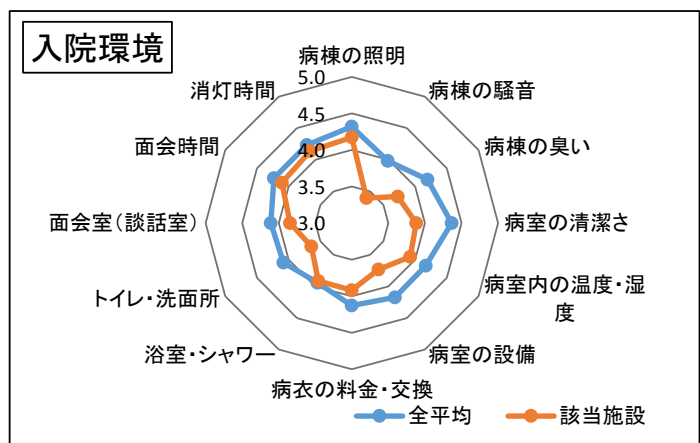 入院環境
病棟の照明
病棟の騒音
病棟の臭い
病室の清潔さ
病室内の温度・湿
度
病室の設備
病衣の料金・交換
浴室・シャワー
トイレ・洗面所
面会室（談話室）
面会時間
消灯時間
5.0
4.5
4.0
3.5
3.0
全平均
該当施設